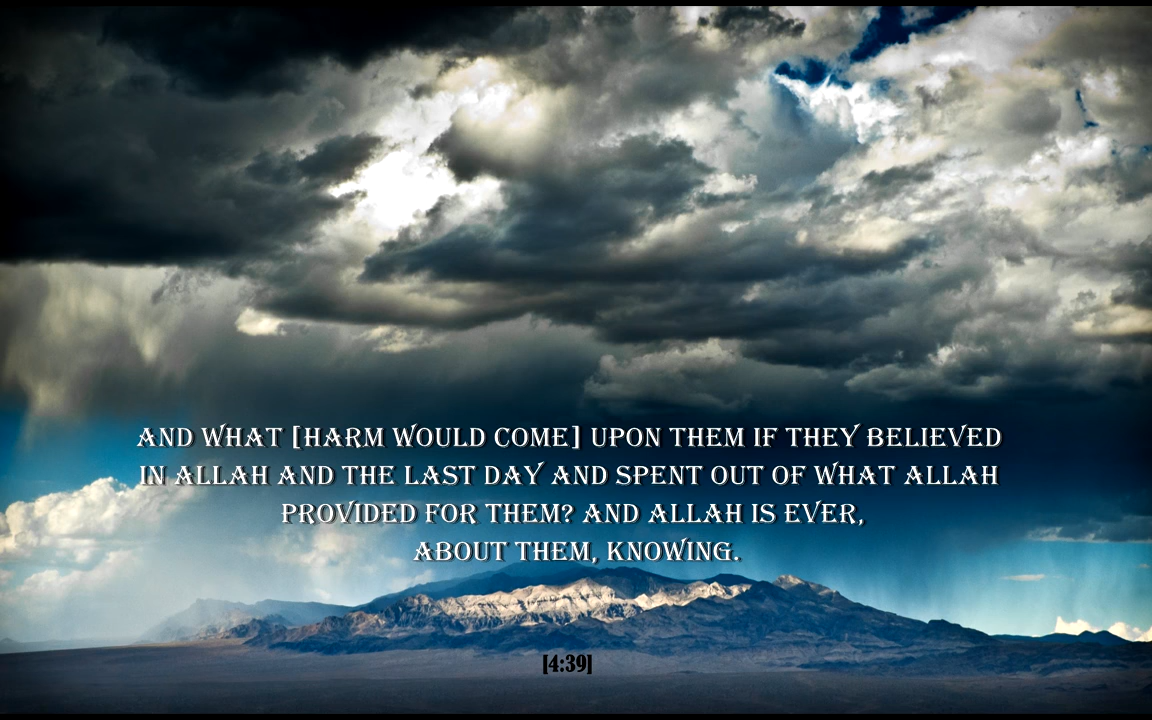 AND WHAT [HARM WOULD COME] UPON THEM IF THEY BELIEVED
IN ALLAH AND THE LAST DAY AND SPENT OUT OF WHAT ALLAH
PROVIDED FOR THEM? AND ALLAH IS EVER,
ABOUT THEM, KNOWING.
[4:39]